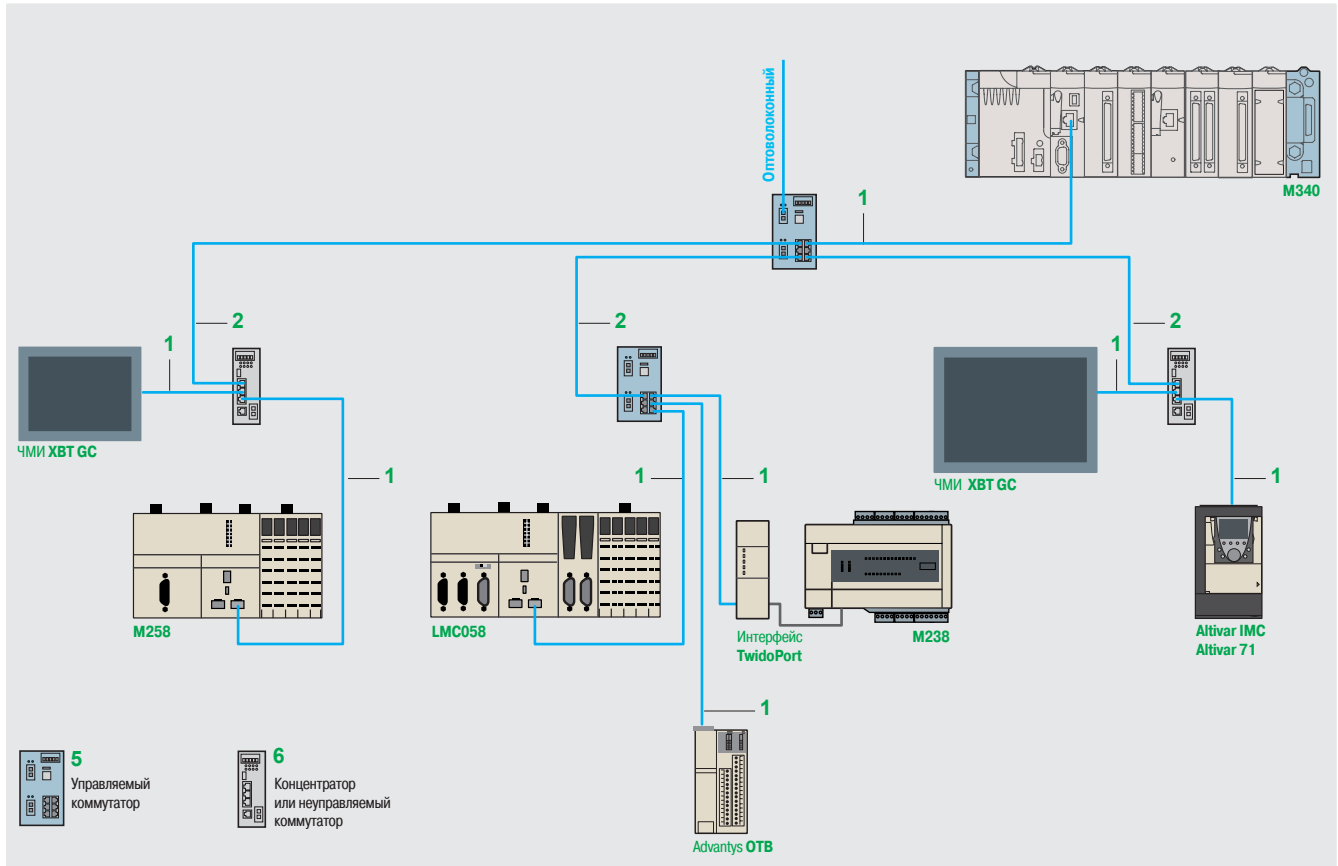 Оптоволоконный
M340
1
2
2
2
1
1
ЧМИ XBT GC
ЧМИ XBT GC
1
1
1
1
M258
LMC058
Интерфейс
TwidoPort
M238
Altivar IMC
Altivar 71
1
5
Управляемый
коммутатор
6
Концентратор
или неуправляемый
коммутатор
Advantys OTB